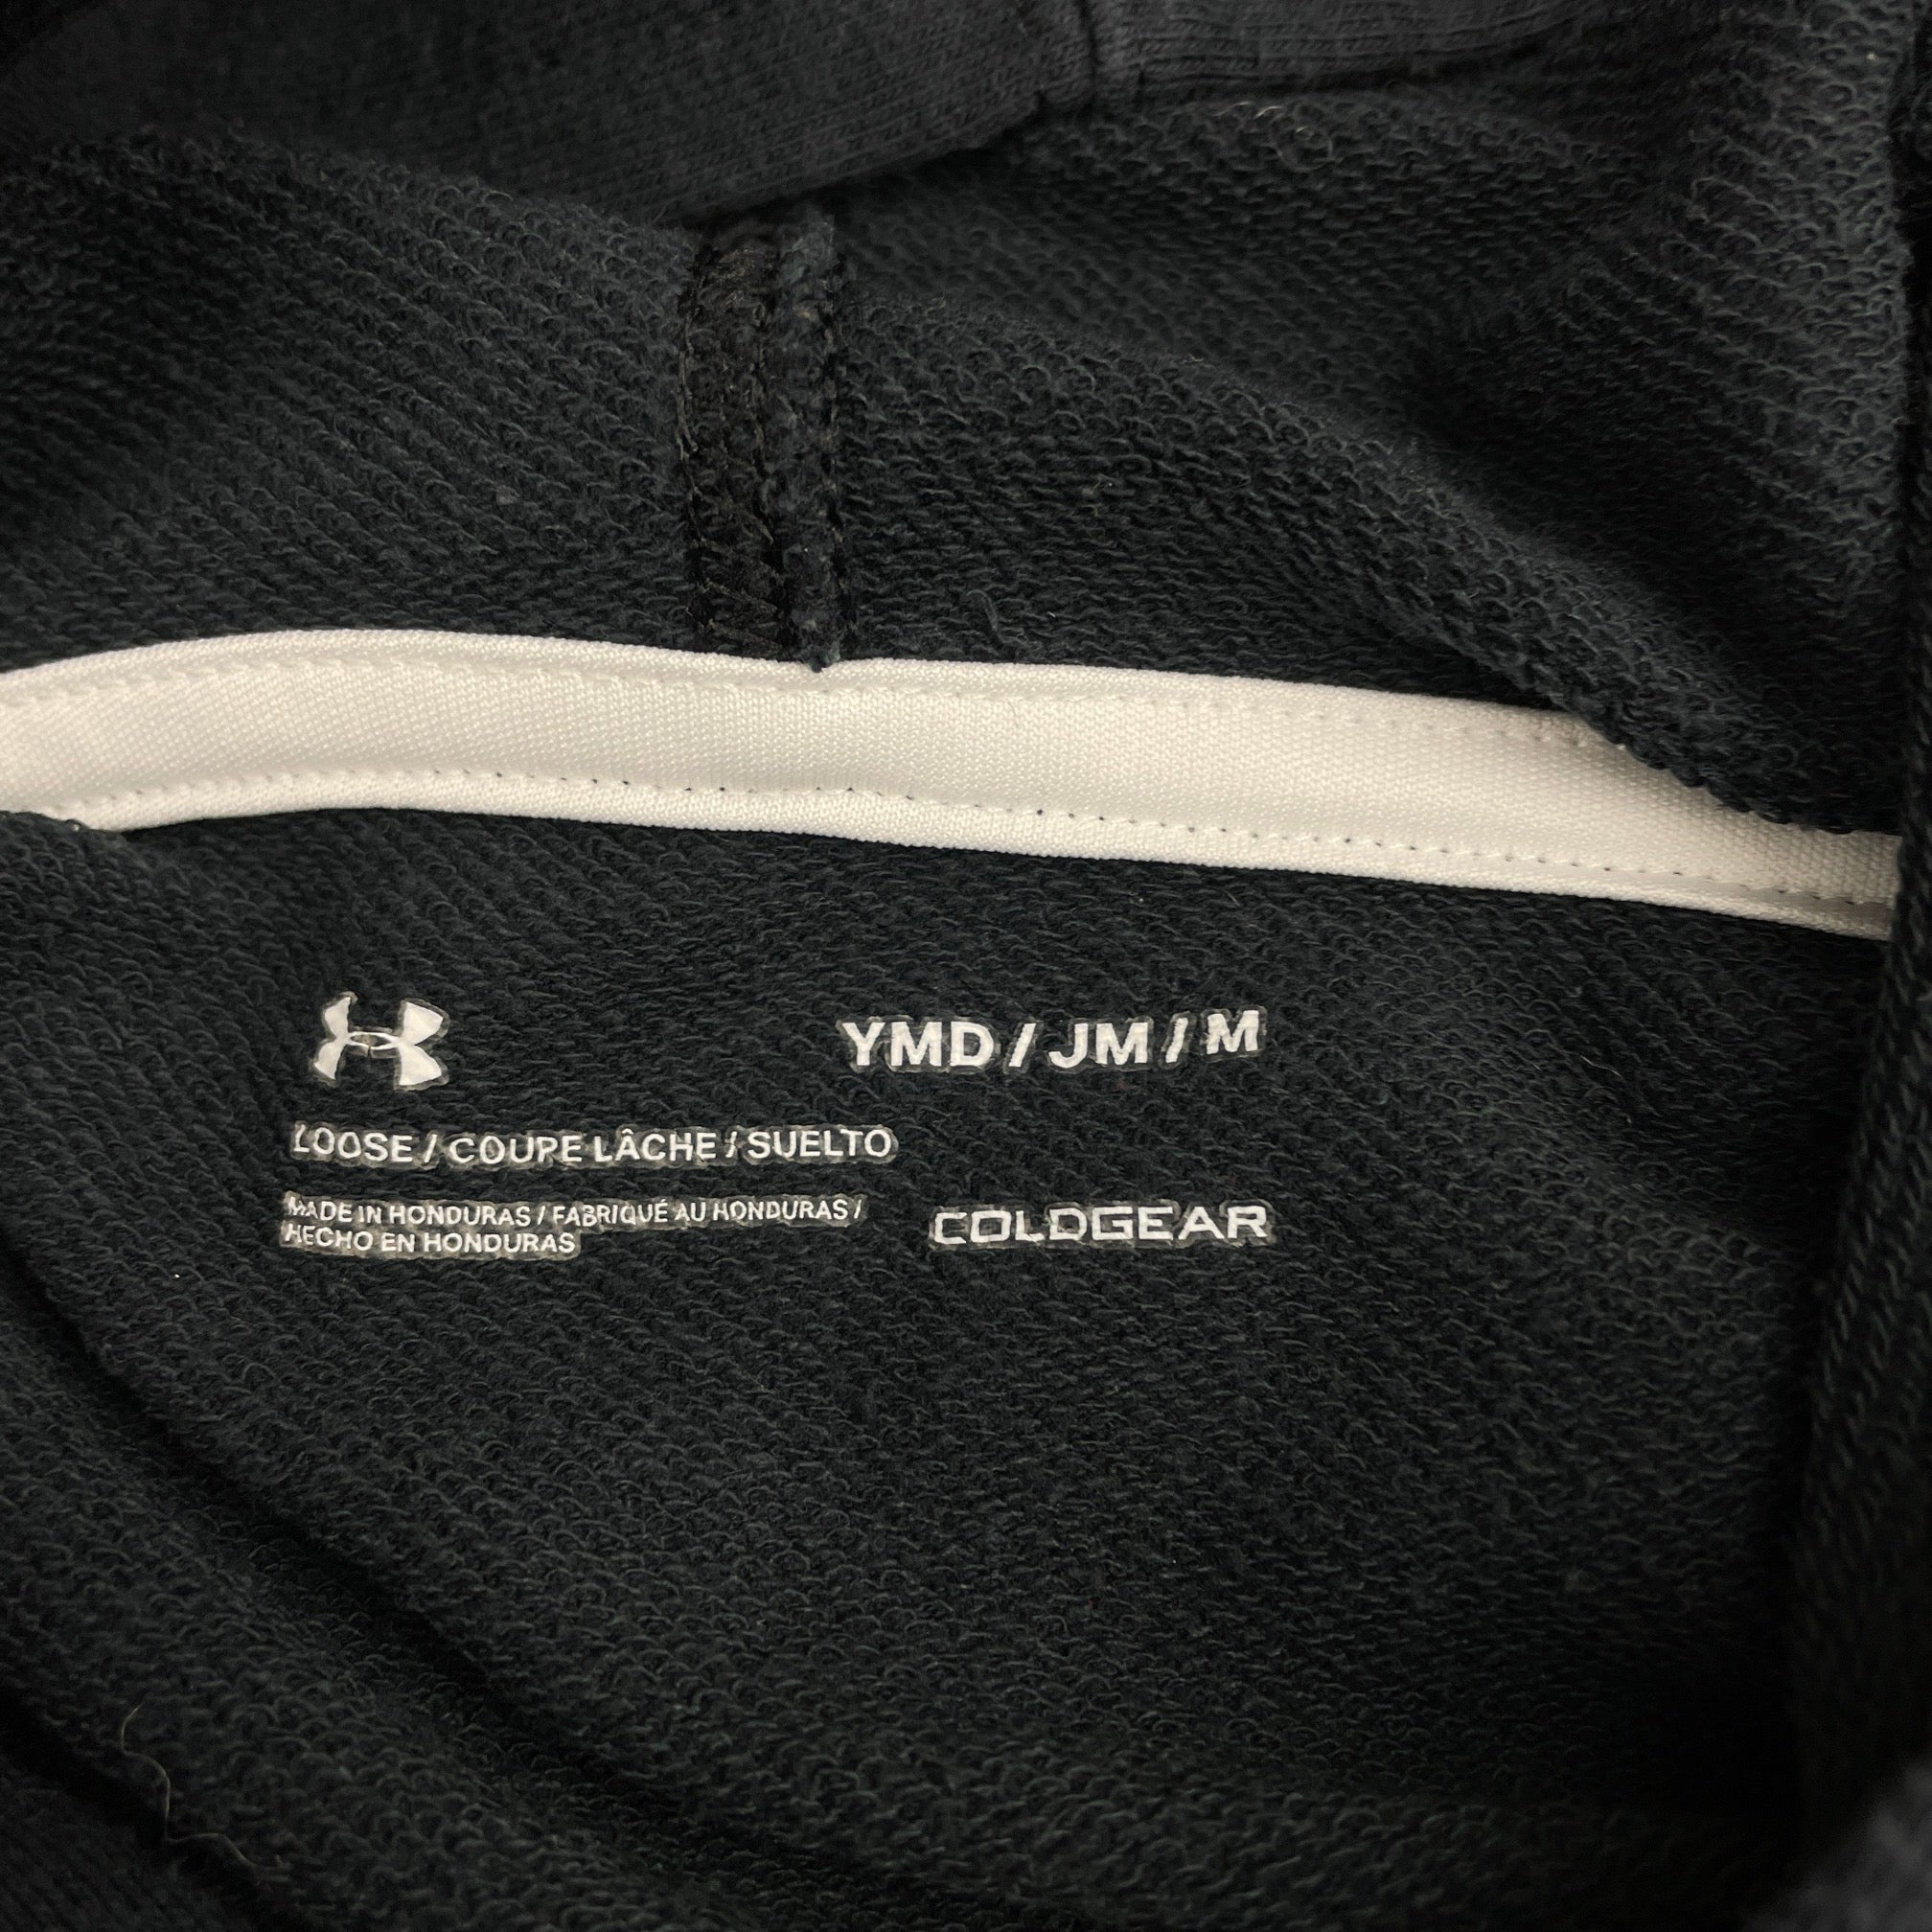 YMD / JM / M
LOOSE / COUPE LÂCHE / SUELTO
MADE IN HONDURAS / FABRIQUÉ AU HONDURAS /
HECHO EN HONDURAS
COLDGEAR